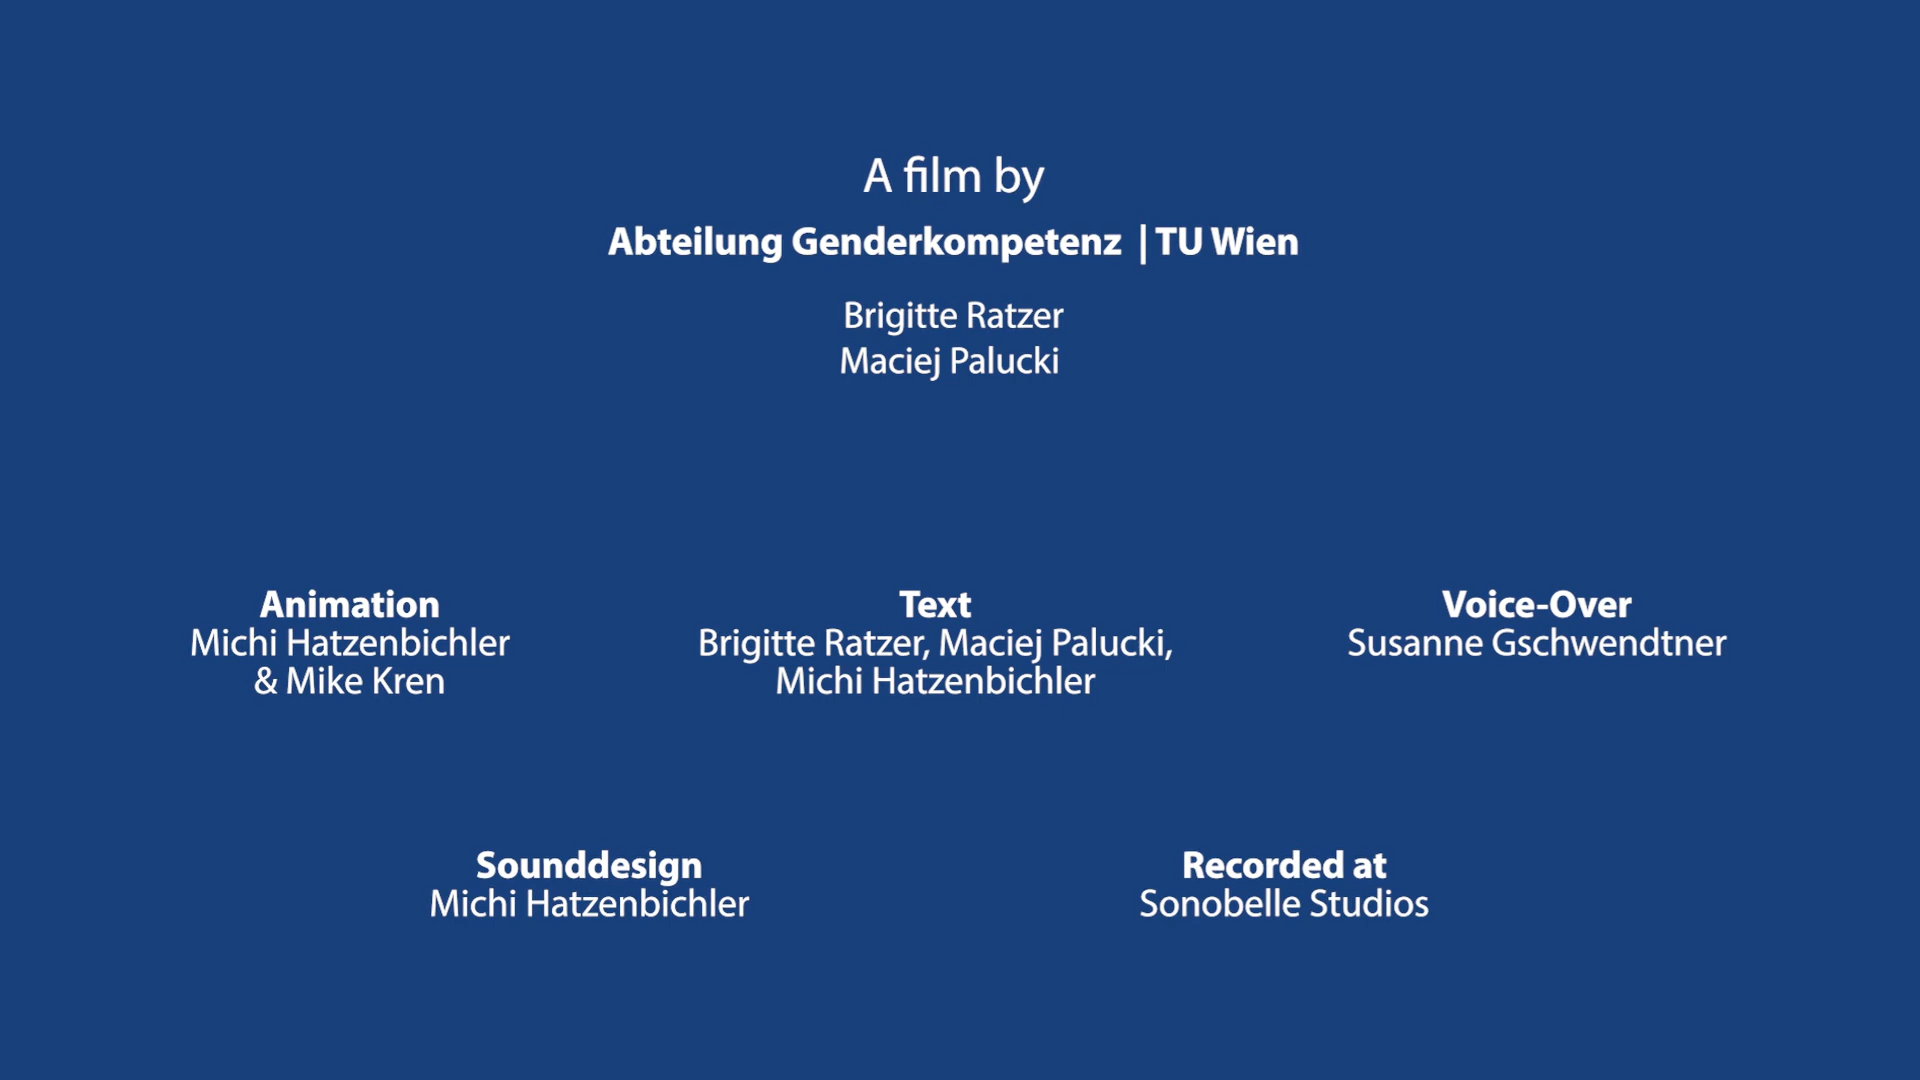 A film by
Abteilung Genderkompetenz | TU Wien
Brigitte Ratzer
Maciej Palucki
Animation
Michi Hatzenbichler
& Mike Kren
Text
Brigitte Ratzer, Maciej Palucki,
Michi Hatzenbichler
Voice-Over
Susanne Gschwendtner
Sounddesign
Michi Hatzenbichler
Recorded at
Sonobelle Studios